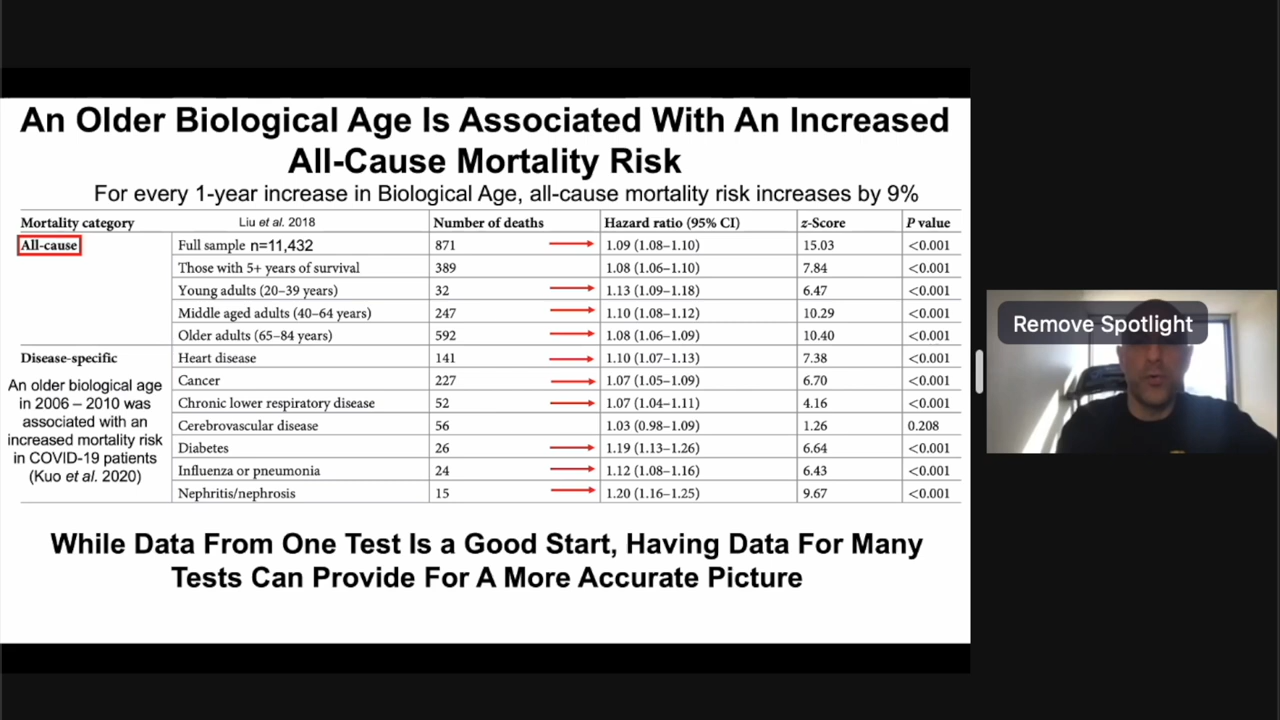 An Older Biological Age Is Associated With An Increased
All-Cause Mortality Risk
For every 1-year increase in Biological Age, all-cause mortality risk increases by 9%
Mortality category Liu et al. 2018 Number of deaths Hazard ratio (95% CI) z-Score P value
All-cause Full sample n=11,432 871 1.09 (1.08–1.10) 15.03 <0.001
Those with 5+ years of survival 389 1.08 (1.06–1.10) 7.84 <0.001
Young adults (20–39 years) 32 1.13 (1.09–1.18) 6.47 <0.001
Middle aged adults (40–64 years) 247 1.10 (1.08–1.12) 10.29 <0.001
Older adults (65–84 years) 592 1.08 (1.06–1.09) 10.40 <0.001
Disease-specific Heart disease 141 1.10 (1.07–1.13) 7.38 <0.001
Cancer 227 1.07 (1.05–1.09) 6.70 <0.001
Chronic lower respiratory disease 52 1.07 (1.04–1.11) 4.16 <0.001
Cerebrovascular disease 56 1.03 (0.98–1.09) 1.26 0.208
Diabetes 26 1.19 (1.13–1.26) 6.64 <0.001
Influenza or pneumonia 24 1.12 (1.08–1.16) 6.43 <0.001
Nephritis/nephrosis 15 1.20 (1.16–1.25) 9.67 <0.001
An older biological age
in 2006 – 2010 was
associated with an
increased mortality risk
in COVID-19 patients
(Kuo et al. 2020)
While Data From One Test Is a Good Start, Having Data For Many
Tests Can Provide For A More Accurate Picture
Remove Spotlight